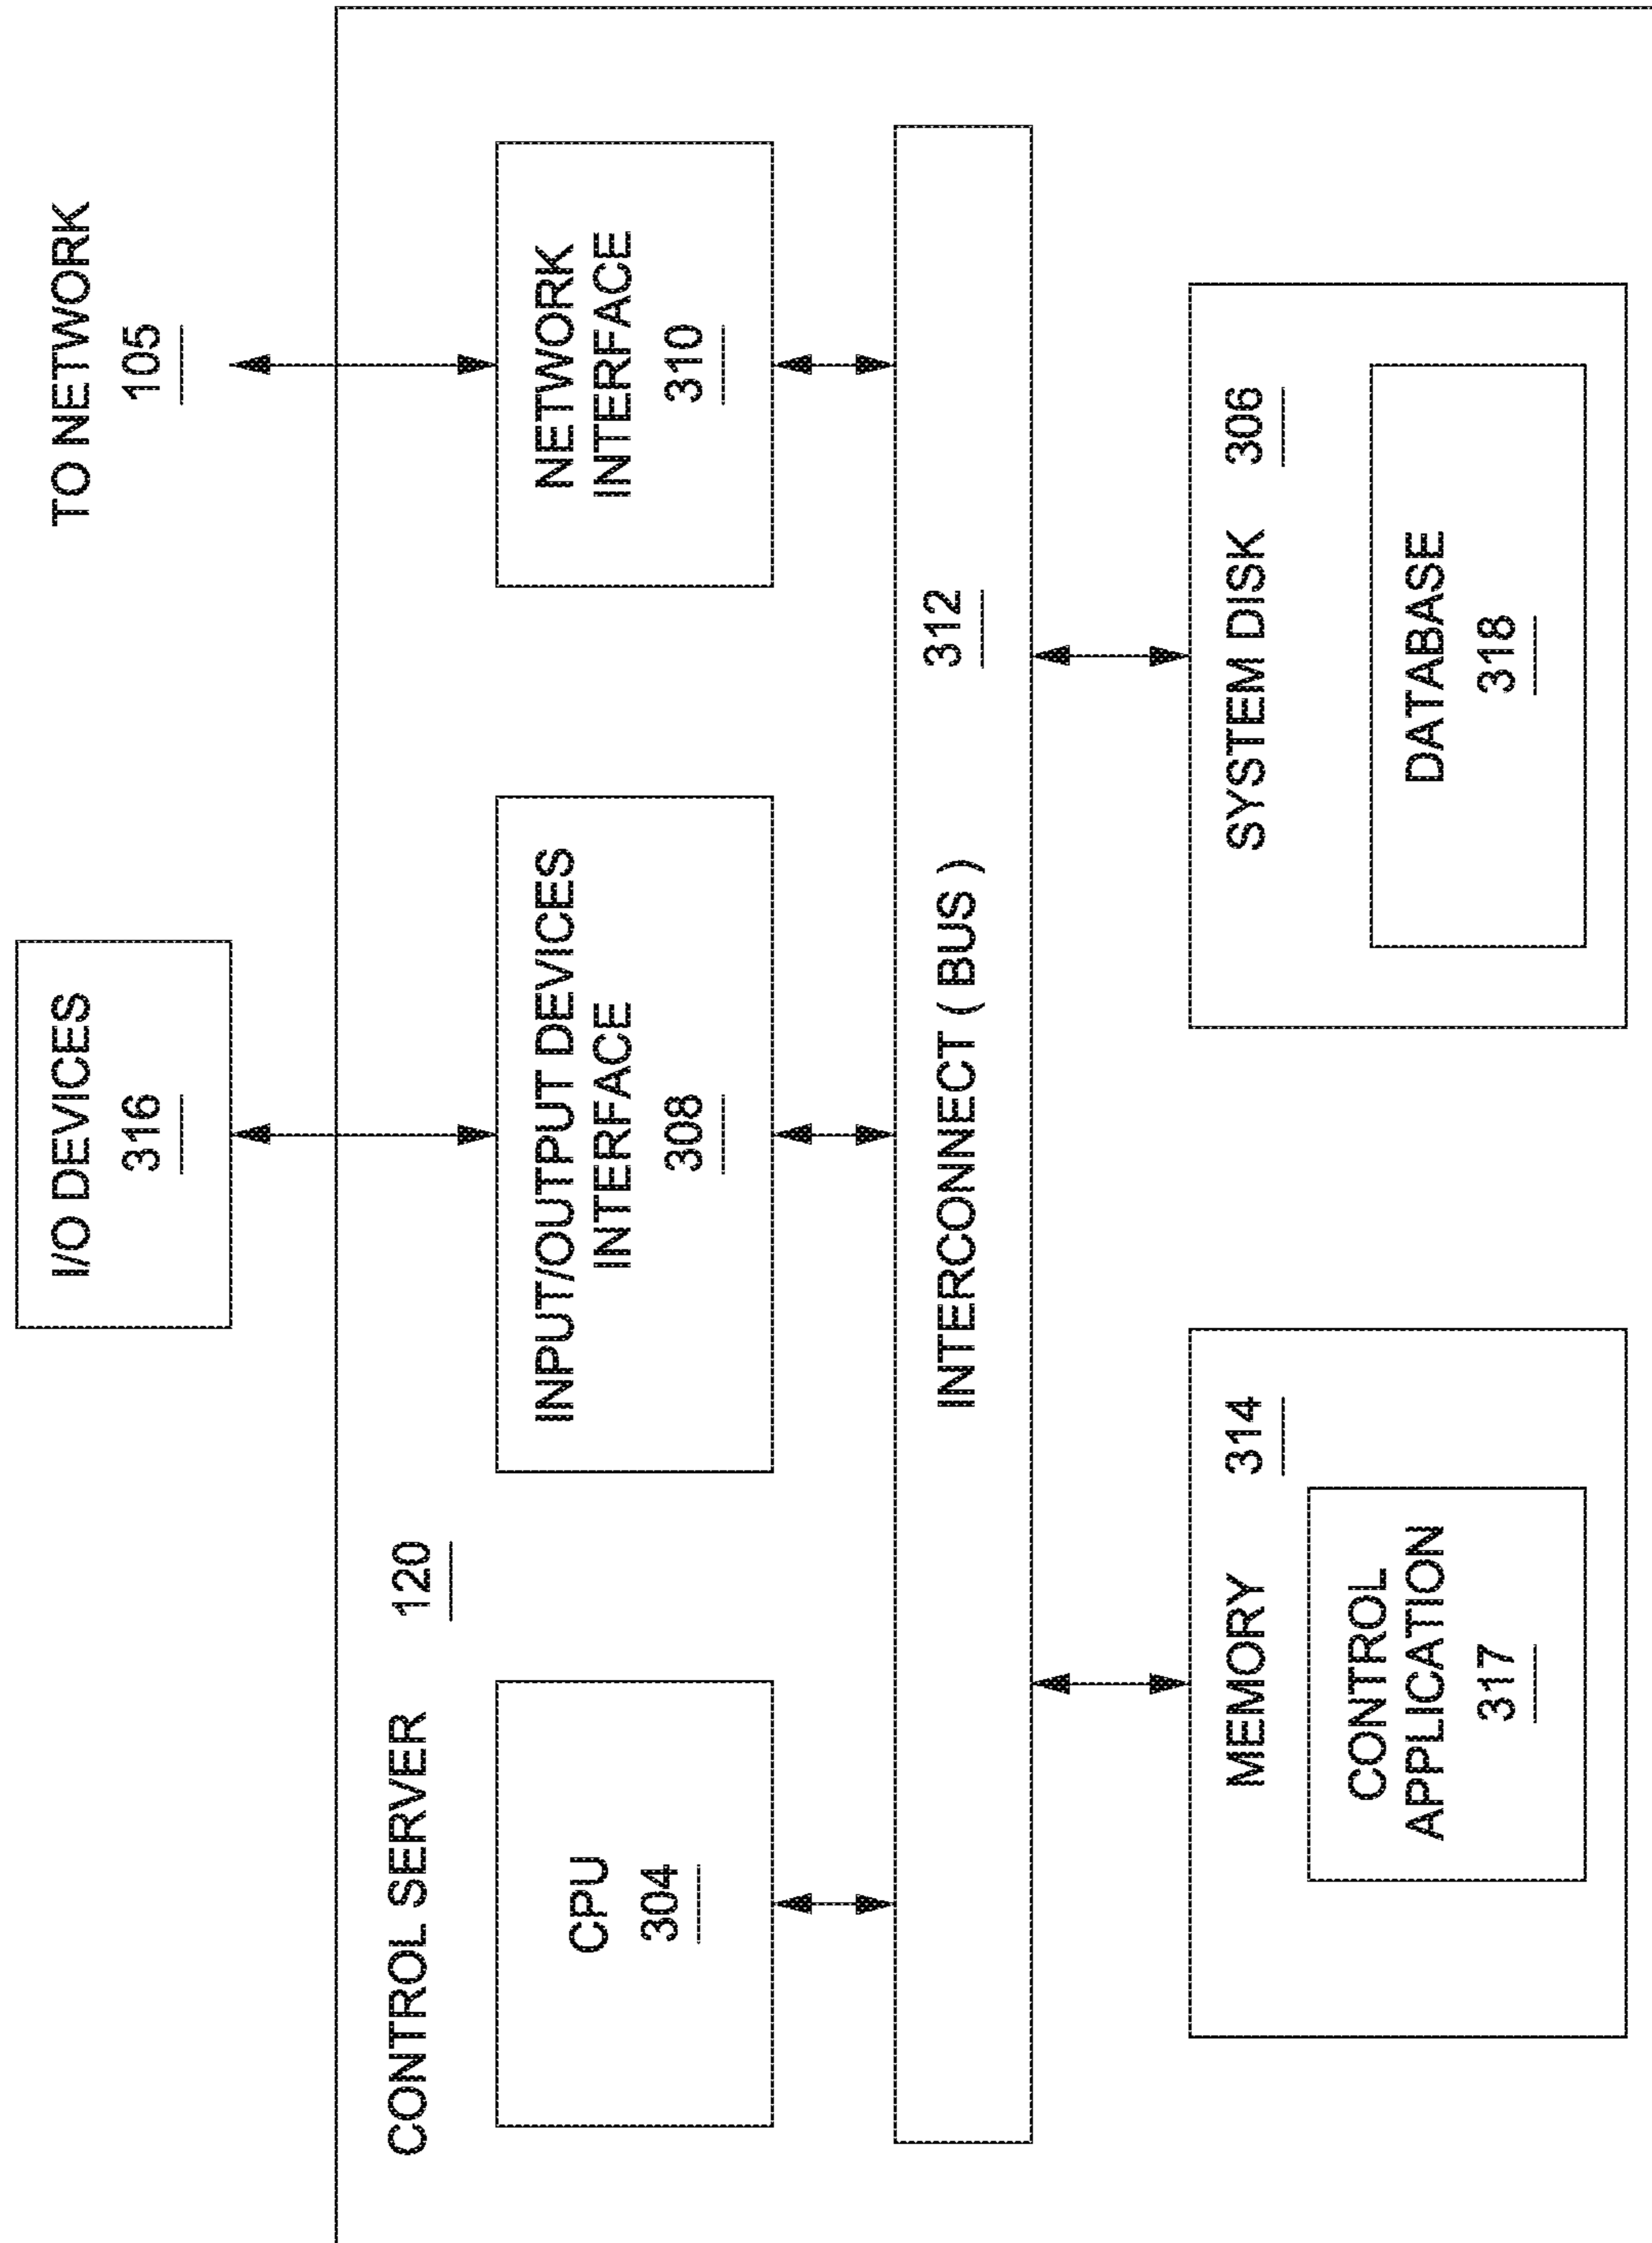 I/O DEVICES
316
TO NETWORK
105
CONTROL SERVER 120
CPU
304
INPUT/OUTPUT DEVICES
INTERFACE
308
NETWORK
INTERFACE
310
INTERCONNECT ( BUS ) 312
MEMORY 314
CONTROL
APPLICATION
317
SYSTEM DISK 306
DATABASE
318